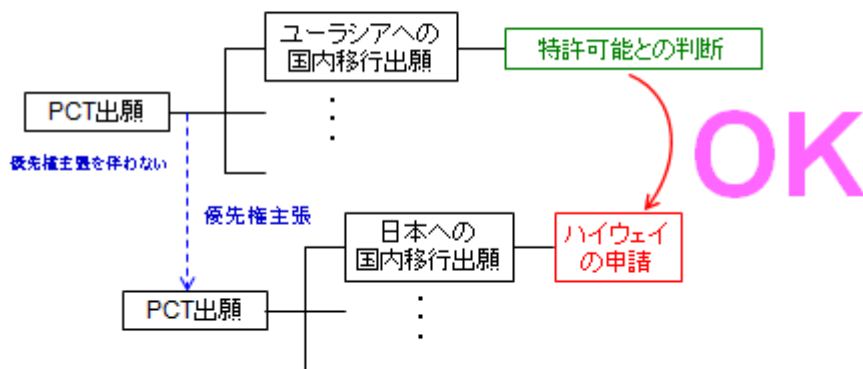 ユーラシアへの
国内移行出願
特許可能との判断
PCT出願
優先権主張を伴わない
OK
優先権主張
日本への
国内移行出願
ハイウェイ
の申請
PCT出願